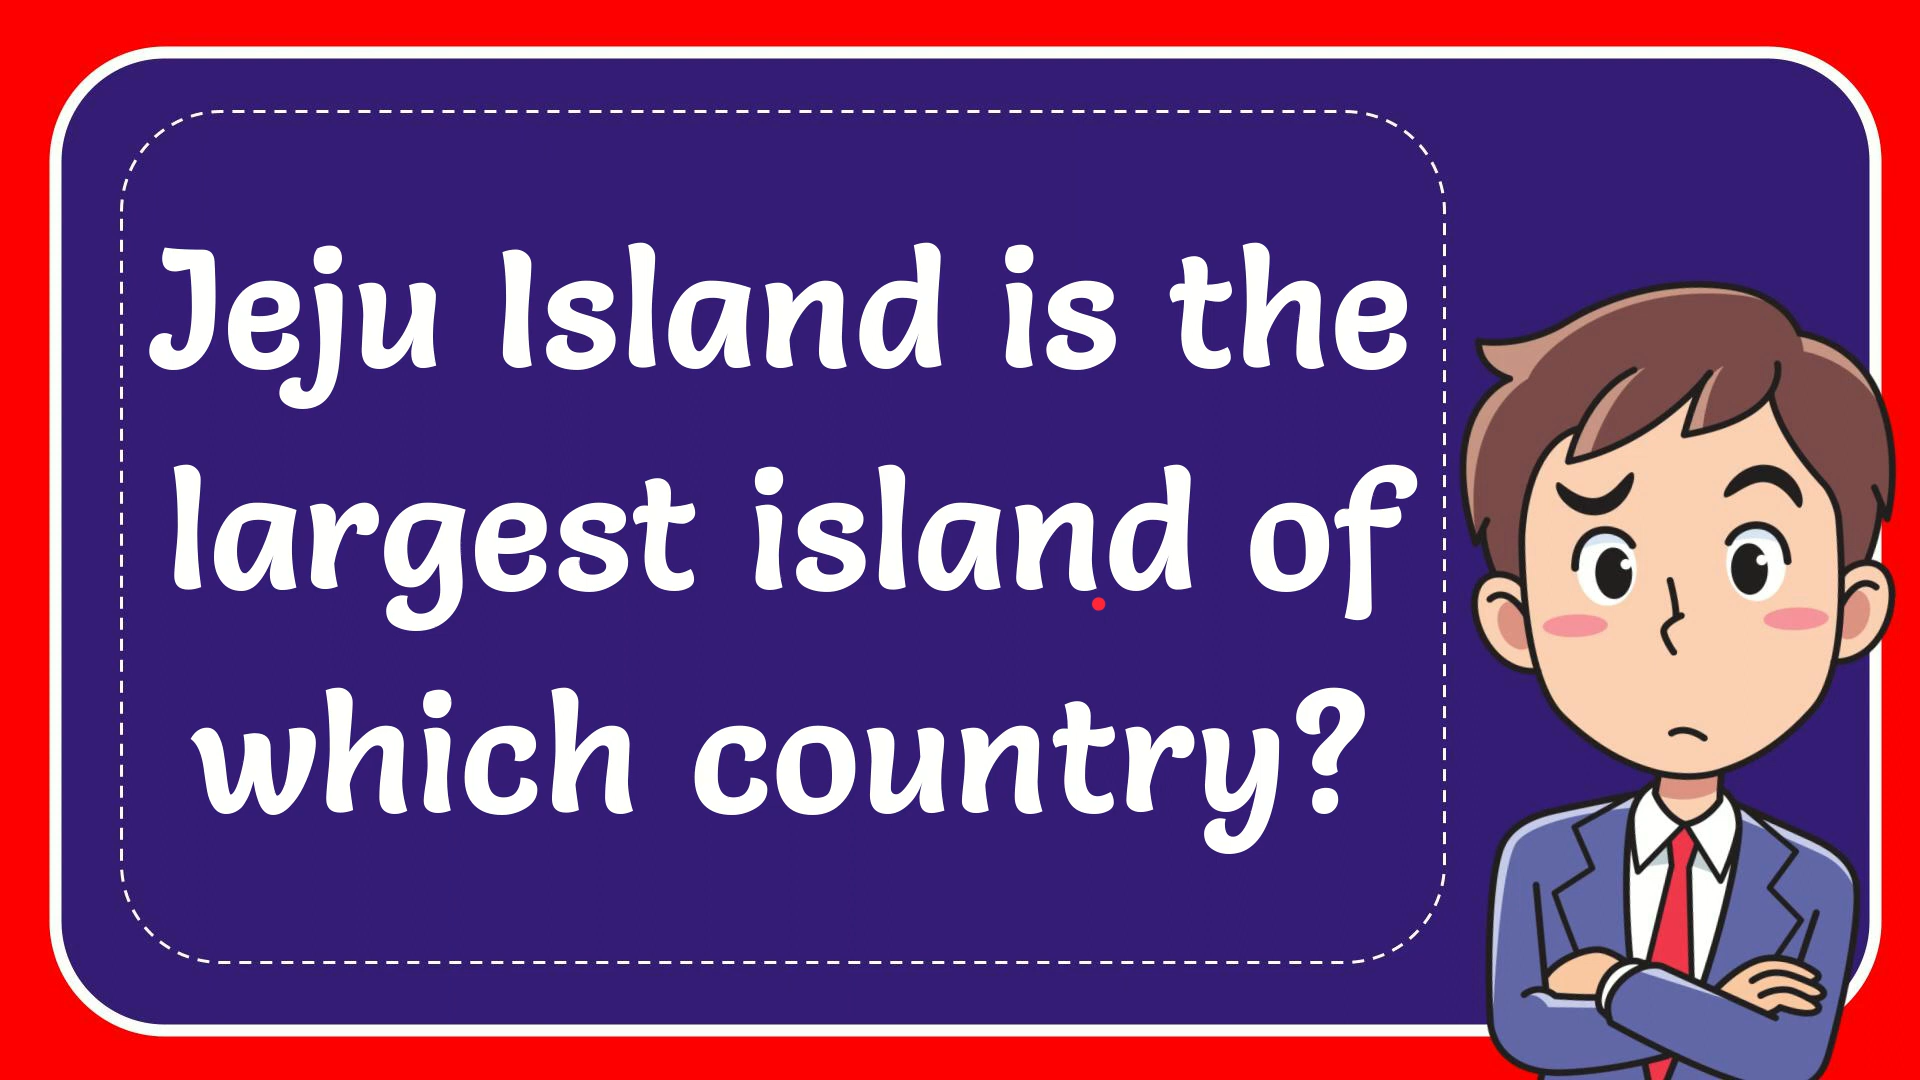 Jeju Island is the
largest island of
which country?